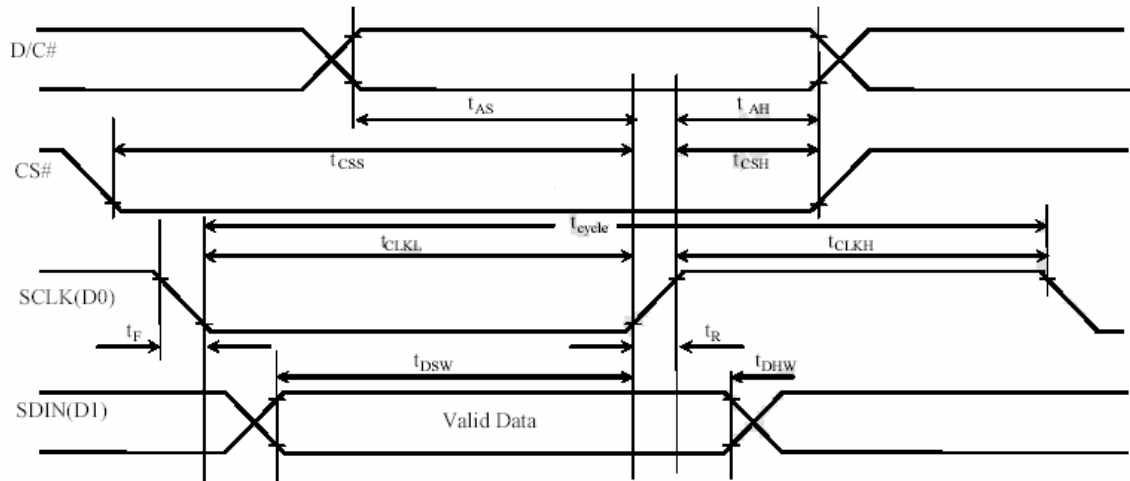 D/C#
tAS
tAH
tCSS
tCSH
CS#
tcycle
tCLKL
tCLKH
SCLK(D0)
tF
tR
tDSW
tDHW
SDIN(D1)
Valid Data